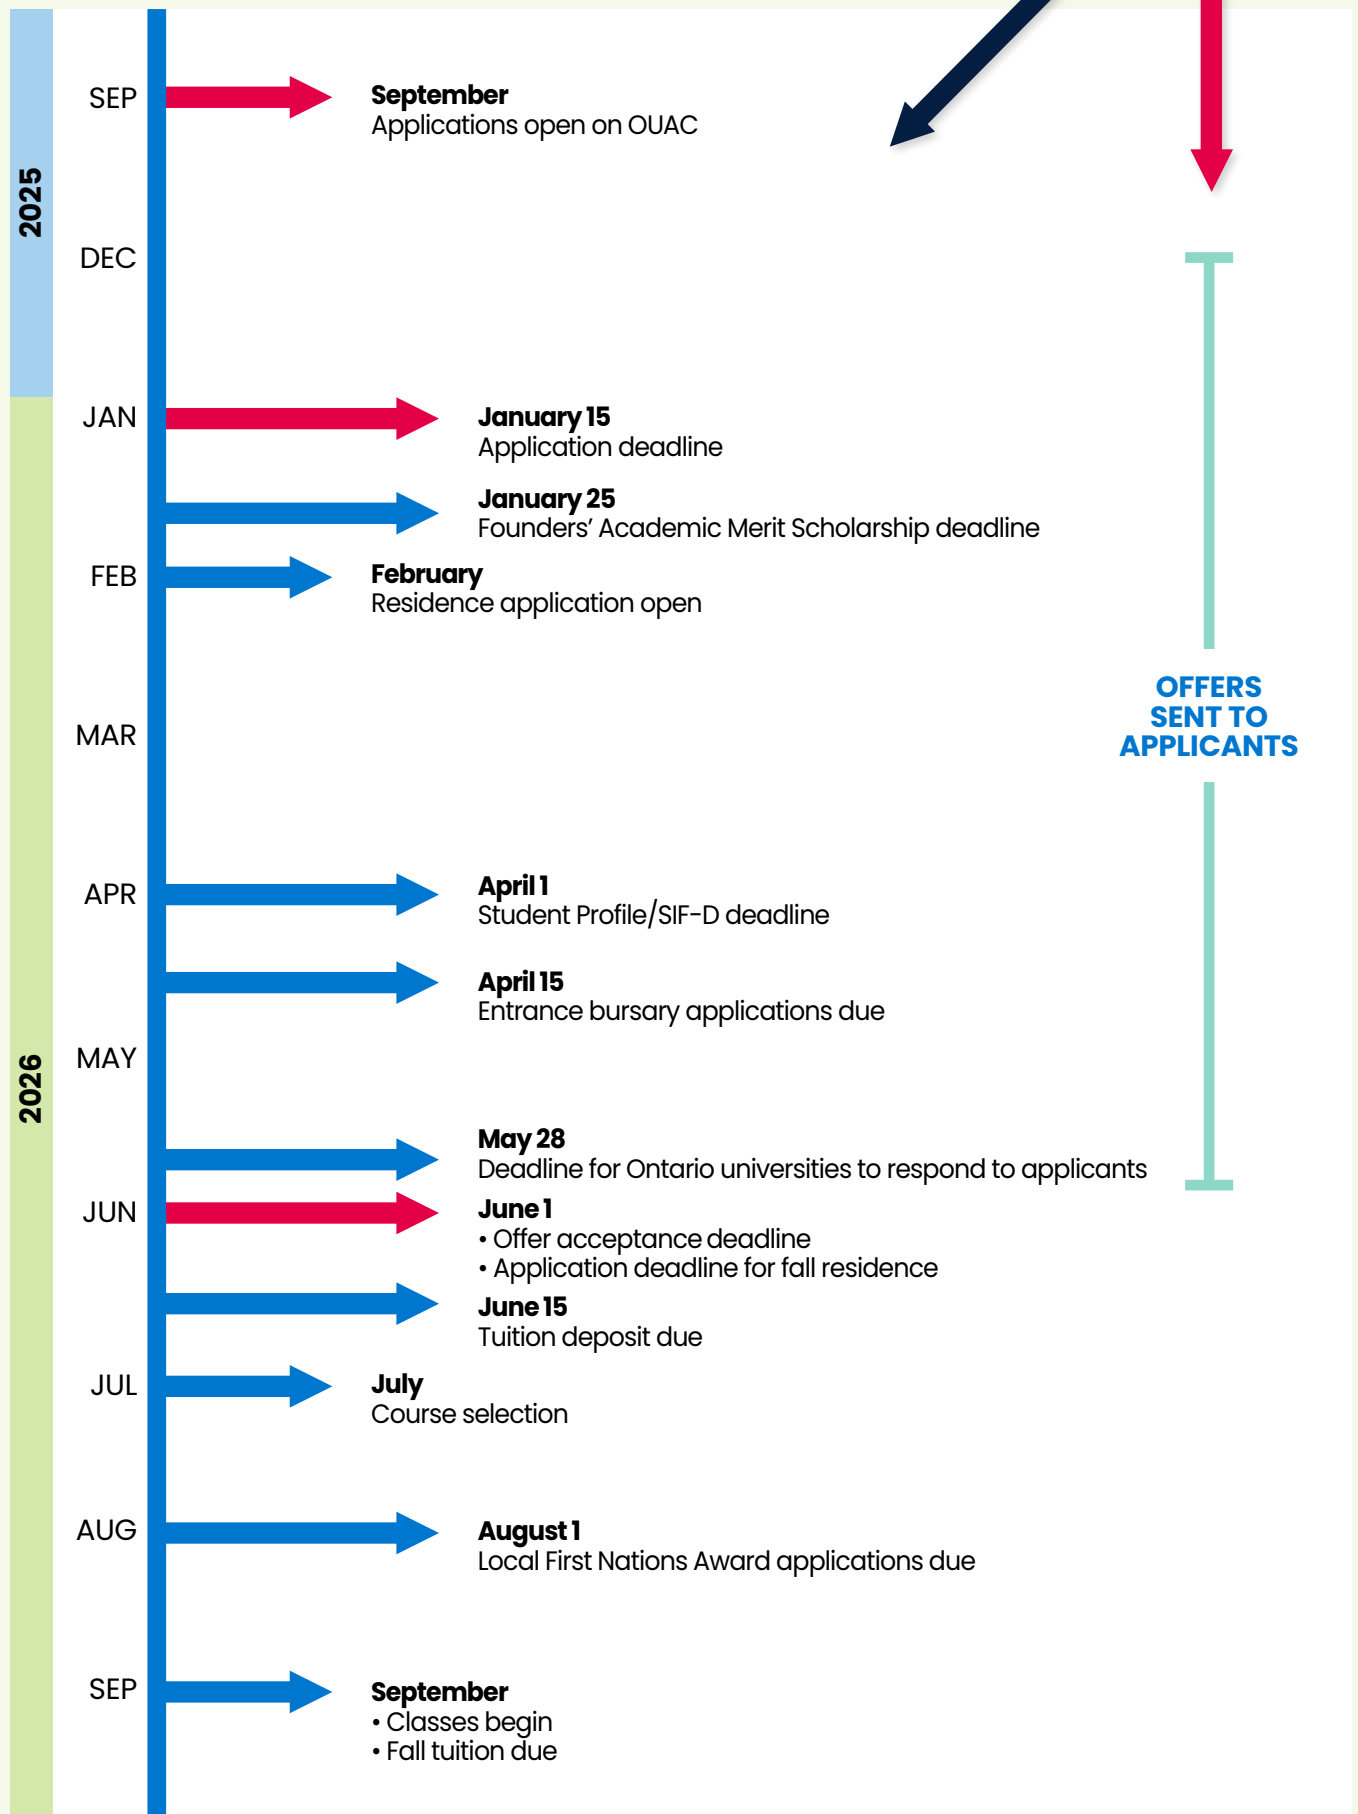 2025
SEP
September
Applications open on OUAC
DEC
2026
JAN
January 15
Application deadline
January 25
Founders’ Academic Merit Scholarship deadline
FEB
February
Residence application open
OFFERS
SENT TO
APPLICANTS
MAR
APR
April 1
Student Profile/SIF-D deadline
April 15
Entrance bursary applications due
MAY
May 28
Deadline for Ontario universities to respond to applicants
JUN
June 1
• Offer acceptance deadline
• Application deadline for fall residence
June 15
Tuition deposit due
JUL
July
Course selection
AUG
August 1
Local First Nations Award applications due
SEP
September
• Classes begin
• Fall tuition due